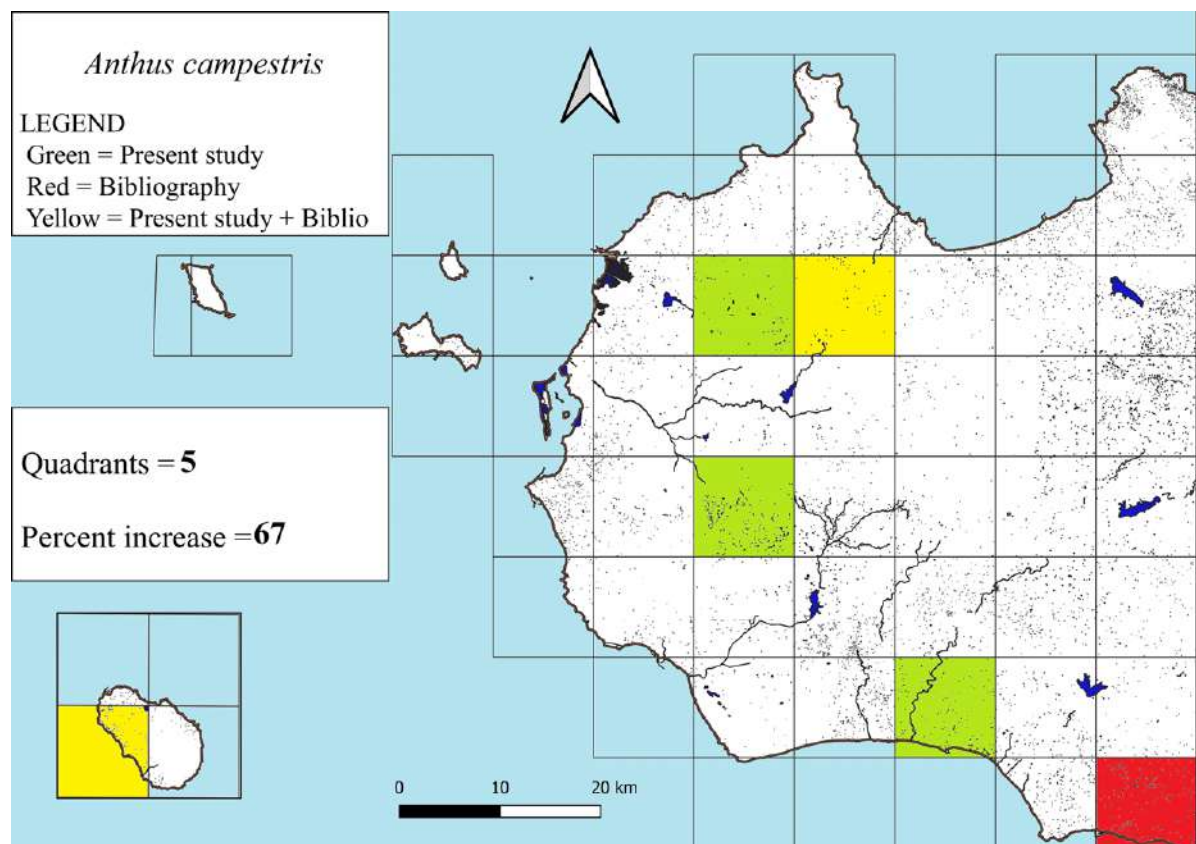 Anthus campestris
LEGEND
Green = Present study
Red = Bibliography
Yellow = Present study + Biblio
Quadrants = 5
Percent increase =67
0 10 20 km